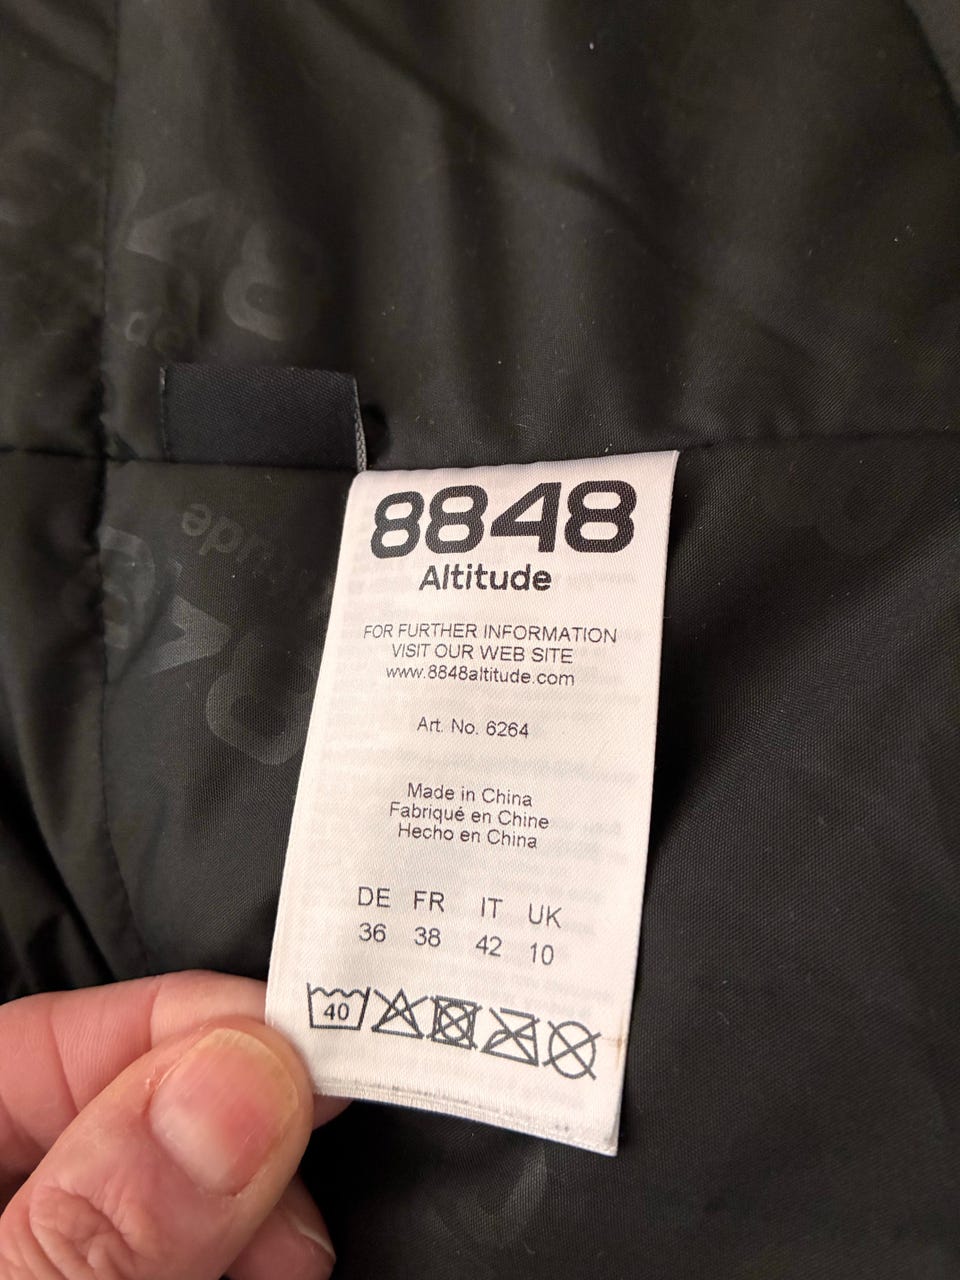 8848
Altitude
FOR FURTHER INFORMATION
VISIT OUR WEB SITE
www.8848altitude.com
Art. No. 6264
Made in China
Fabriqué en Chine
Hecho en China
DE FR IT UK
36 38 42 10
40